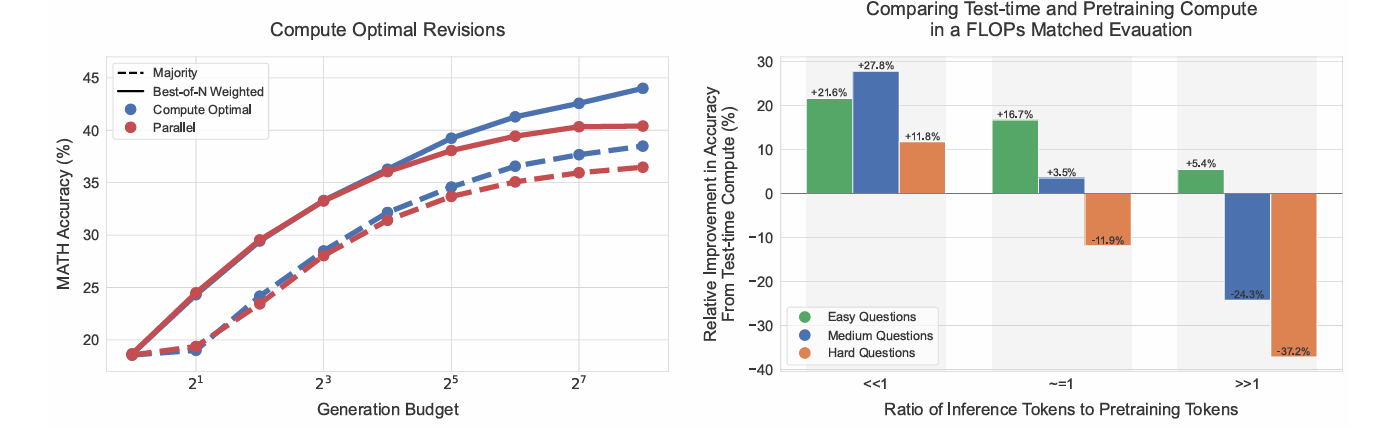 Compute Optimal Revisions
Majority
Best-of-N Weighted
Compute Optimal
Parallel
45
40
35
30
25
20
MATH Accuracy (%)
2^1
2^3
2^5
2^7
Generation Budget
Comparing Test-time and Pretraining Compute
in a FLOPs Matched Evauation
Relative Improvement in Accuracy
From Test-time Compute (%)
30
20
10
0
−10
−20
−30
−40
+21.6%
+27.8%
+11.8%
+16.7%
+3.5%
-11.9%
+5.4%
-24.3%
-37.2%
Easy Questions
Medium Questions
Hard Questions
<<1
~=1
>>1
Ratio of Inference Tokens to Pretraining Tokens